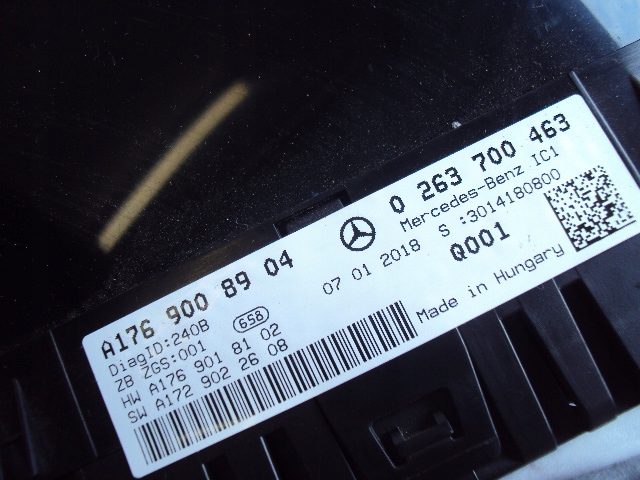 A176 900 89 04
0 263 700 463
Mercedes-Benz IC1
DiagID:240B
658
07 01 2018 S :3014180800
ZB ZGS:001
Q001
HW A176 901 81 02
SW A172 902 26 08
Made in Hungary